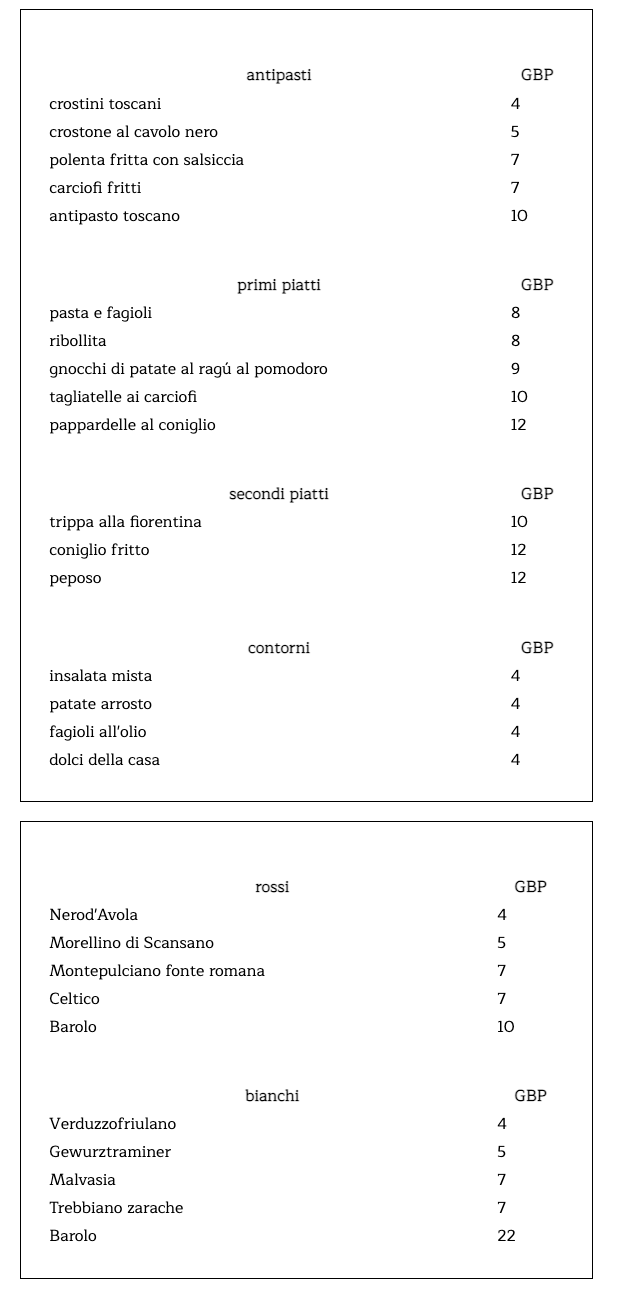 antipasti GBP
crostini toscani 4
crostone al cavolo nero 5
polenta fritta con salsiccia 7
carciofi fritti 7
antipasto toscano 10
primi piatti GBP
pasta e fagioli 8
ribollita 8
gnocchi di patate al ragú al pomodoro 9
tagliatelle ai carciofi 10
pappardelle al coniglio 12
secondi piatti GBP
trippa alla fiorentina 10
coniglio fritto 12
peposo 12
contorni GBP
insalata mista 4
patate arrosto 4
fagioli all'olio 4
dolci della casa 4
rossi GBP
Nerod'Avola 4
Morellino di Scansano 5
Montepulciano fonte romana 7
Celtico 7
Barolo 10
bianchi GBP
Verduzzofriulano 4
Gewurztraminer 5
Malvasia 7
Trebbiano zarache 7
Barolo 22